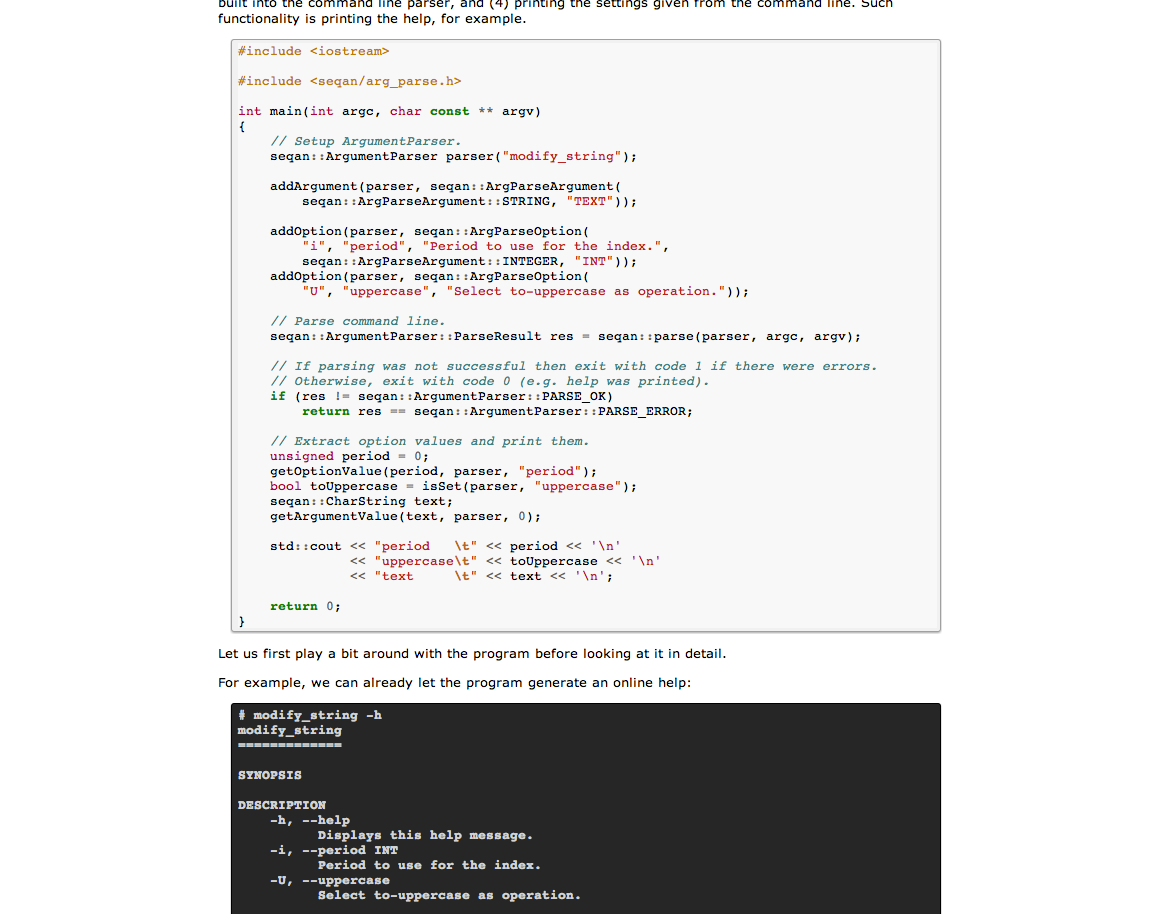 built into the command line parser, and (4) printing the settings given from the command line. Such
functionality is printing the help, for example.
#include <iostream>
#include <seqan/arg_parse.h>
int main(int argc, char const ** argv)
{
    // Setup ArgumentParser.
    seqan::ArgumentParser parser("modify_string");
    addArgument(parser, seqan::ArgParseArgument(
        seqan::ArgParseArgument::STRING, "TEXT"));
    addOption(parser, seqan::ArgParseOption(
        "i", "period", "Period to use for the index.",
        seqan::ArgParseArgument::INTEGER, "INT"));
    addOption(parser, seqan::ArgParseOption(
        "U", "uppercase", "Select to-uppercase as operation."));
    // Parse command line.
    seqan::ArgumentParser::ParseResult res = seqan::parse(parser, argc, argv);
    // If parsing was not successful then exit with code 1 if there were errors.
    // Otherwise, exit with code 0 (e.g. help was printed).
    if (res != seqan::ArgumentParser::PARSE_OK)
        return res == seqan::ArgumentParser::PARSE_ERROR;
    // Extract option values and print them.
    unsigned period = 0;
    getOptionValue(period, parser, "period");
    bool toUppercase = isSet(parser, "uppercase");
    seqan::CharString text;
    getArgumentValue(text, parser, 0);
    std::cout << "period   \t" << period << '\n'
              << "uppercase\t" << toUppercase << '\n'
              << "text     \t" << text << '\n';
    return 0;
}
Let us first play a bit around with the program before looking at it in detail.
For example, we can already let the program generate an online help:
# modify_string -h
modify_string
=============
SYNOPSIS
DESCRIPTION
    -h, --help
          Displays this help message.
    -i, --period INT
          Period to use for the index.
    -U, --uppercase
          Select to-uppercase as operation.